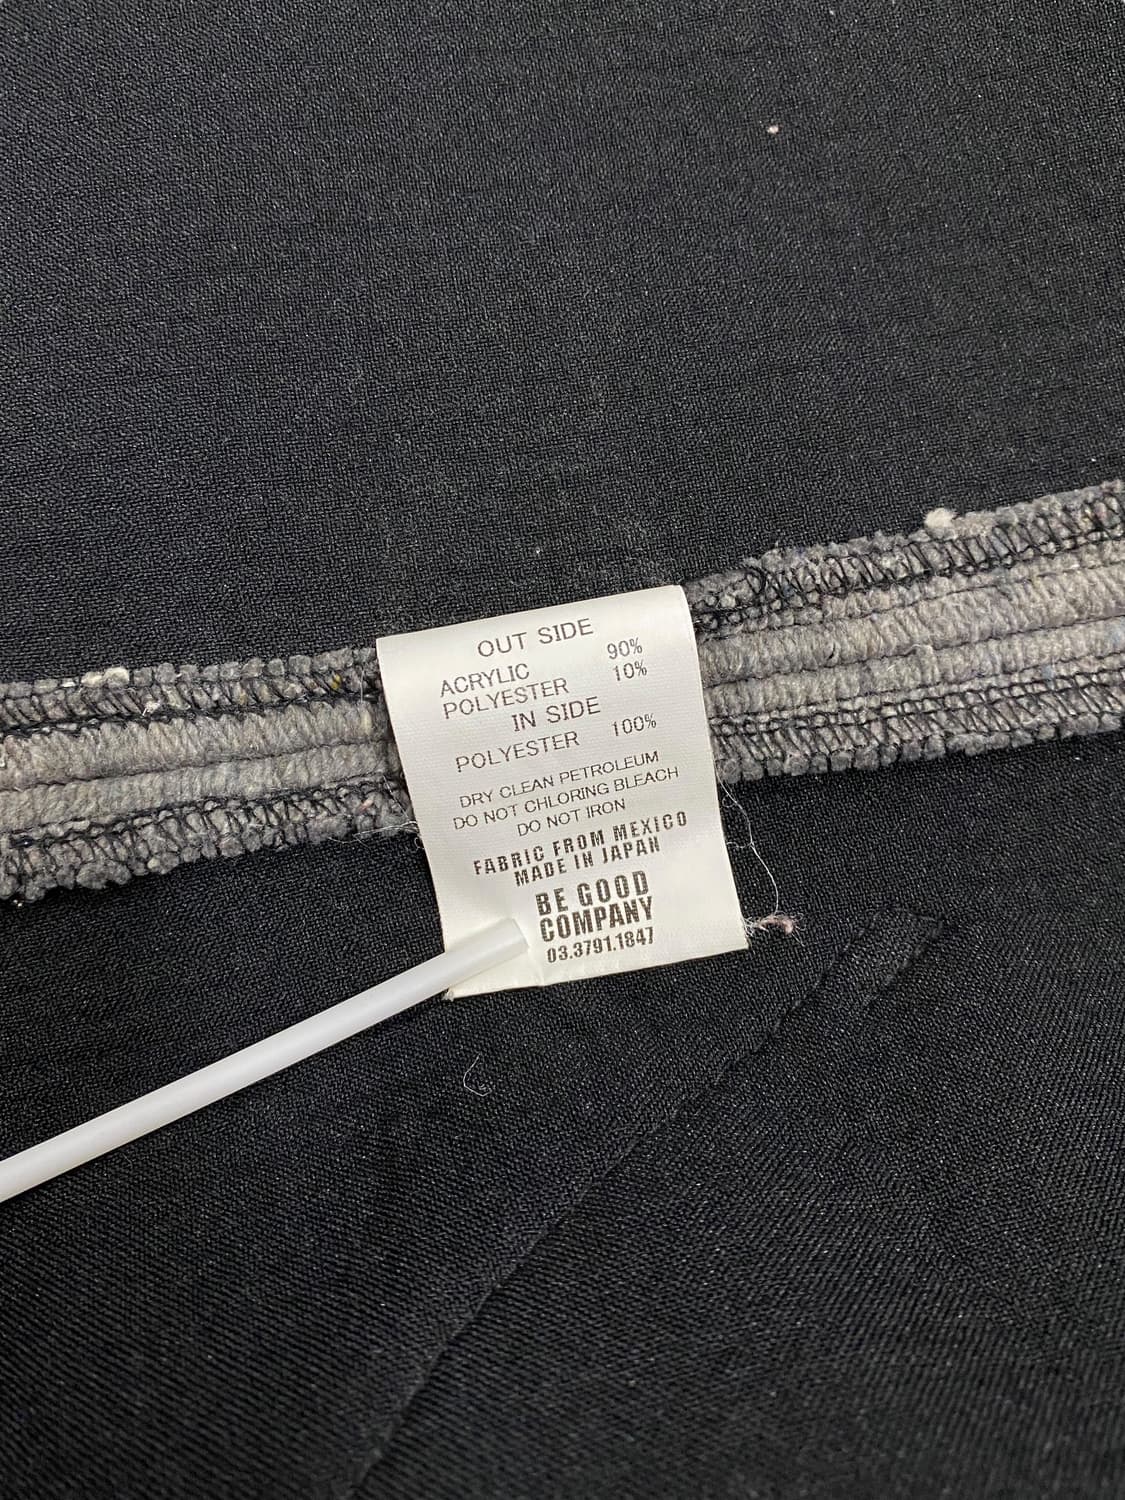 OUT SIDE
ACRYLIC 90%
POLYESTER 10%
IN SIDE
POLYESTER 100%
DRY CLEAN PETROLEUM
DO NOT CHLORING BLEACH
DO NOT IRON
FABRIC FROM MEXICO
MADE IN JAPAN
BE GOOD
COMPANY
03.3791.1847